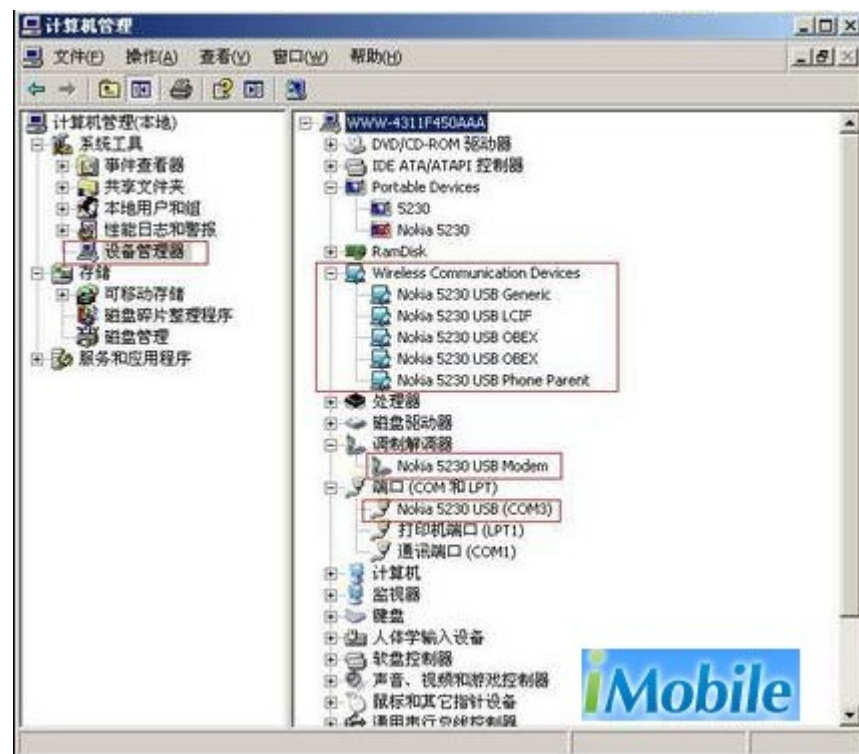 计算机管理
文件(F) 操作(A) 查看(V) 窗口(W) 帮助(H)
计算机管理(本地)
系统工具
事件查看器
共享文件夹
本地用户和组
性能日志和警报
设备管理器
存储
可移动存储
磁盘碎片整理程序
磁盘管理
服务和应用程序
WWW-4311F450AAA
DVD/CD-ROM 驱动器
IDE ATA/ATAPI 控制器
Portable Devices
5230
Nokia 5230
RamDisk
Wireless Communication Devices
Nokia 5230 USB Generic
Nokia 5230 USB LCIF
Nokia 5230 USB OBEX
Nokia 5230 USB OBEX
Nokia 5230 USB Phone Parent
处理器
磁盘驱动器
调制解调器
Nokia 5230 USB Modem
端口 (COM 和 LPT)
Nokia 5230 USB (COM3)
打印机端口 (LPT1)
通讯端口 (COM1)
计算机
监视器
键盘
人体学输入设备
软盘控制器
声音、视频和游戏控制器
鼠标和其它指针设备
通用串行总线控制器
iMobile